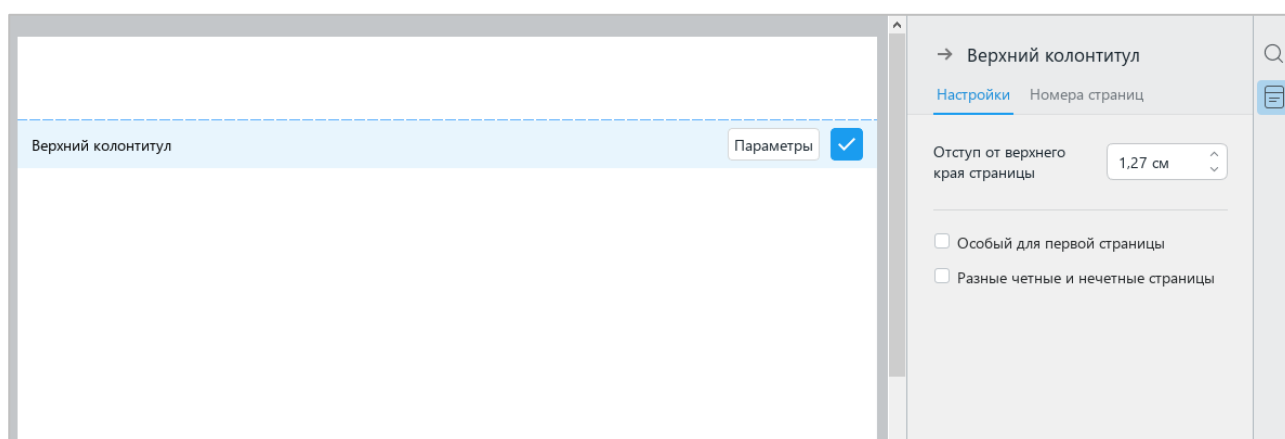 Верхний колонтитул
Параметры
Верхний колонтитул
Настройки Номера страниц
Отступ от верхнего
края страницы
1,27 см
Особый для первой страницы
Разные четные и нечетные страницы